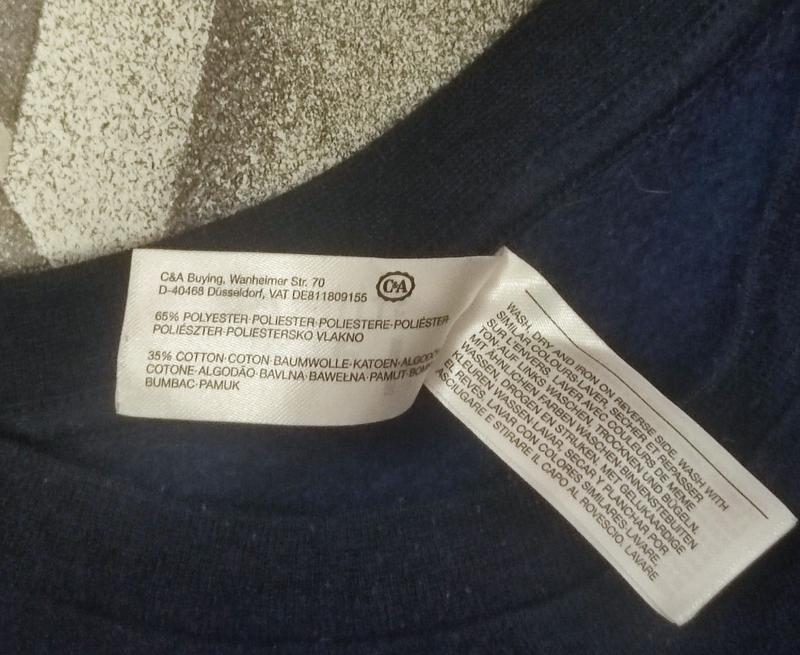 C&A Buying, Wanheimer Str. 70
D-40468 Düsseldorf, VAT DE811809155
C&A
65% POLYESTER·POLIESTER·POLIESTERE·POLIÉSTER·
POLIÉSZTER·POLIESTERSKO VLAKNO
35% COTTON·COTON·BAUMWOLLE·KATOEN·ALGODÓ
COTONE·ALGODÃO·BAVLNA·BAWEŁNA·PAMUT·BOM
BUMBAC·PAMUK
WASH, DRY AND IRON ON REVERSE SIDE. WASH WITH
SIMILAR COLOURS·LAVER, SECHER ET REPASSER
SUR L'ENVERS. LAVER AVEC COULEURS DE MEME
TON·AUF LINKS WASCHEN, TROCKNEN UND BÜGELN.
MIT ÄHNLICHEN FARBEN WASCHEN·BINNENSTEBUITEN
WASSEN, DROGEN EN STRIJKEN. MET GELIJKAARDIGE
KLEUREN WASSEN·LAVAR, SECAR Y PLANCHAR POR
EL REVES. LAVAR CON COLORES SIMILARES·LAVARE,
ASCIUGARE E STIRARE IL CAPO AL ROVESCIO. LAVARE